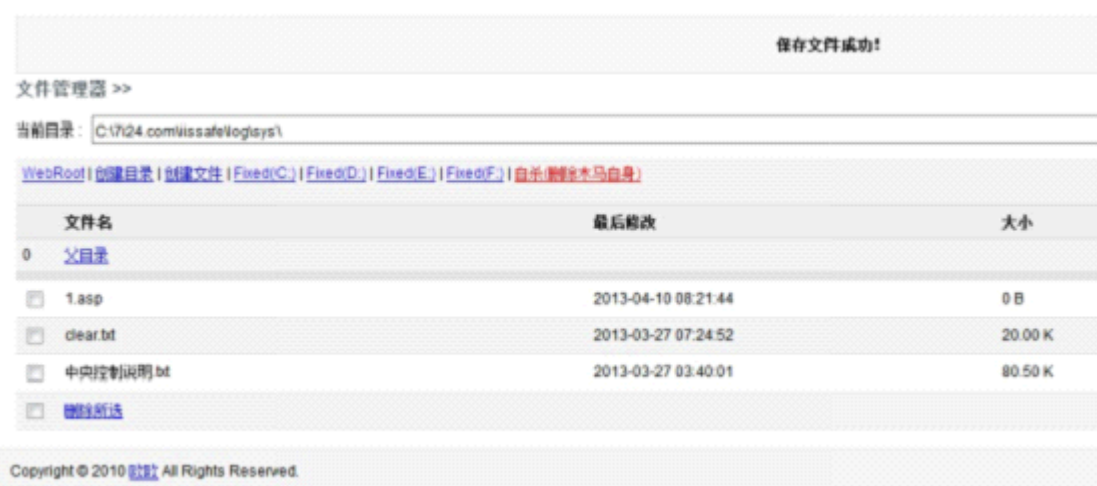 保存文件成功!
文件管理器 >>
当前目录: C:\7i24.com\iissafe\log\sys\
WebRoot | 创建目录 | 创建文件 | Fixed(C:) | Fixed(D:) | Fixed(E:) | Fixed(F:) | 自杀(删除木马自身)
文件名 最后修改 大小
0 父目录
1.asp 2013-04-10 08:21:44 0 B
clear.txt 2013-03-27 07:24:52 20.00 K
中央控制说明.txt 2013-03-27 03:40:01 80.50 K
删除所选
Copyright © 2010 欧欧 All Rights Reserved.